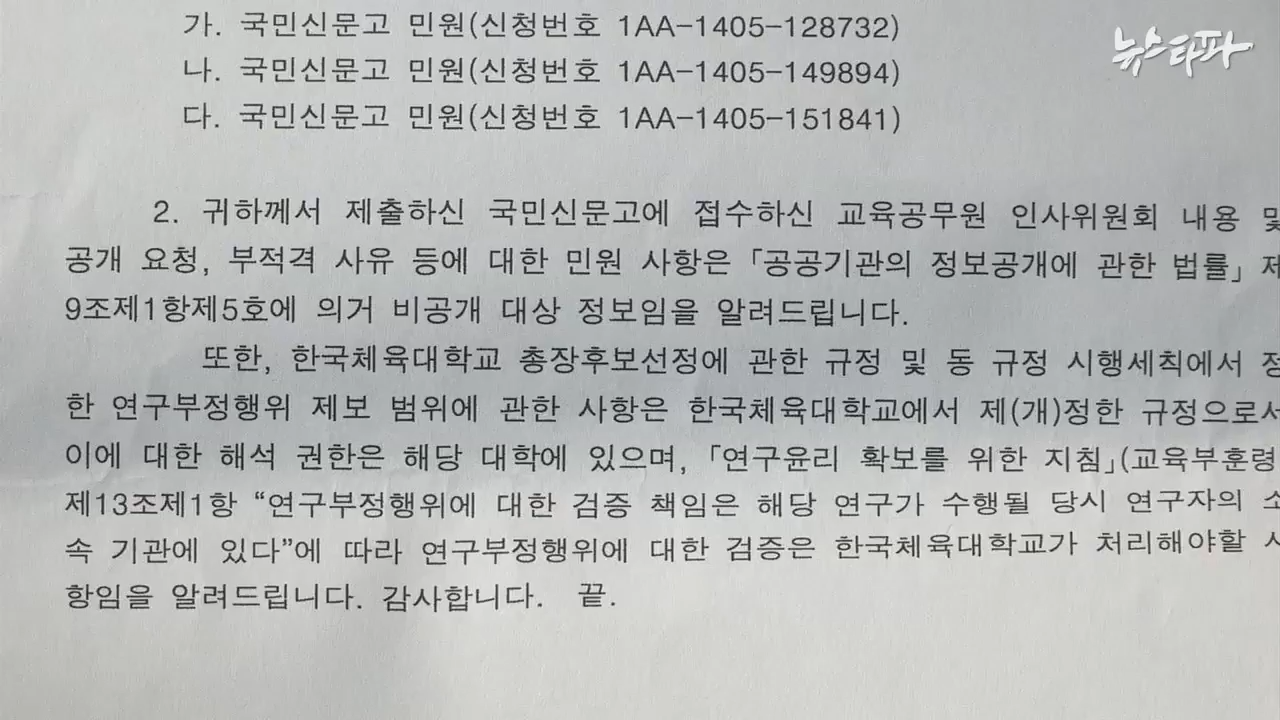 뉴스타파
가. 국민신문고 민원(신청번호 1AA-1405-128732)
나. 국민신문고 민원(신청번호 1AA-1405-149894)
다. 국민신문고 민원(신청번호 1AA-1405-151841)
2. 귀하께서 제출하신 국민신문고에 접수하신 교육공무원 인사위원회 내용 및
공개 요청, 부적격 사유 등에 대한 민원 사항은 「공공기관의 정보공개에 관한 법률」 제
9조제1항제5호에 의거 비공개 대상 정보임을 알려드립니다.
또한, 한국체육대학교 총장후보선정에 관한 규정 및 동 규정 시행세칙에서 정
한 연구부정행위 제보 범위에 관한 사항은 한국체육대학교에서 제(개)정한 규정으로서
이에 대한 해석 권한은 해당 대학에 있으며, 「연구윤리 확보를 위한 지침」(교육부훈령
제13조제1항 “연구부정행위에 대한 검증 책임은 해당 연구가 수행될 당시 연구자의 소
속 기관에 있다”에 따라 연구부정행위에 대한 검증은 한국체육대학교가 처리해야할 사
항임을 알려드립니다. 감사합니다. 끝.